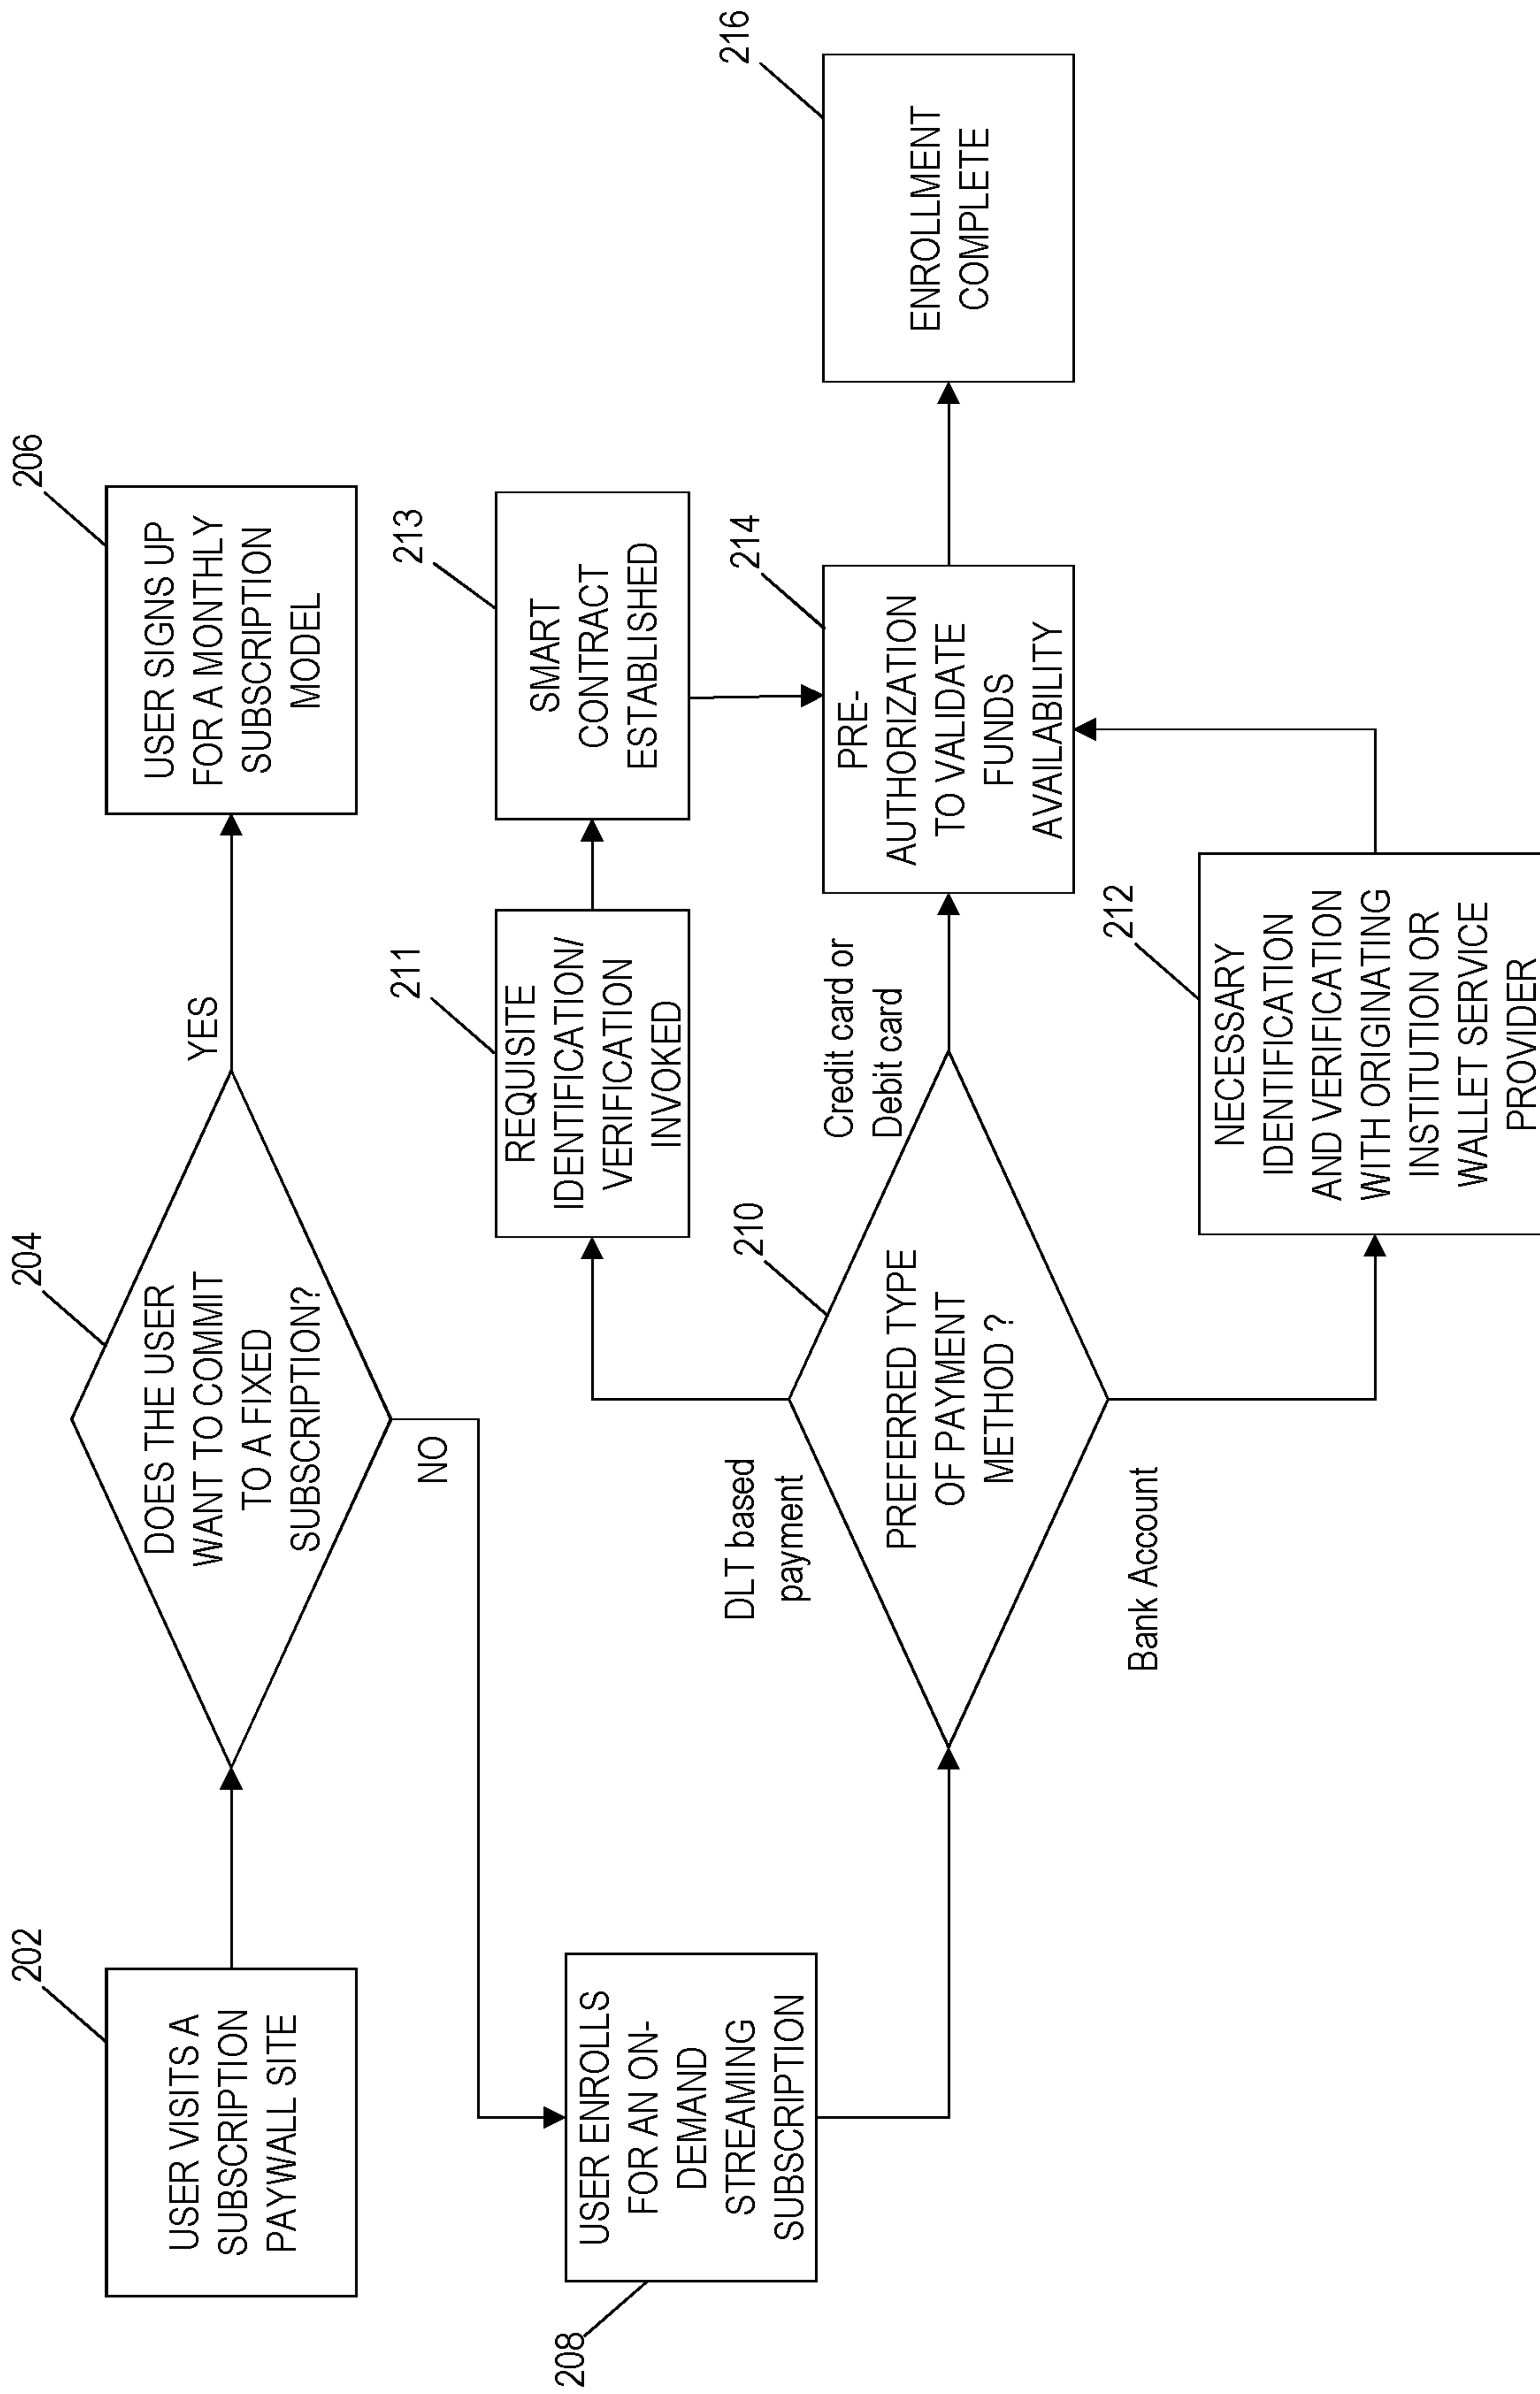 202
USER VISITS A
SUBSCRIPTION
PAYWALL SITE
204
DOES THE USER
WANT TO COMMIT
TO A FIXED
SUBSCRIPTION?
YES
NO
206
USER SIGNS UP
FOR A MONTHLY
SUBSCRIPTION
MODEL
208
USER ENROLLS
FOR AN ON-
DEMAND
STREAMING
SUBSCRIPTION
210
PREFERRED TYPE
OF PAYMENT
METHOD ?
DLT based
payment
Credit card or
Debit card
Bank Account
211
REQUISITE
IDENTIFICATION/
VERIFICATION
INVOKED
213
SMART
CONTRACT
ESTABLISHED
212
NECESSARY
IDENTIFICATION
AND VERIFICATION
WITH ORIGINATING
INSTITUTION OR
WALLET SERVICE
PROVIDER
214
PRE-
AUTHORIZATION
TO VALIDATE
FUNDS
AVAILABILITY
216
ENROLLMENT
COMPLETE